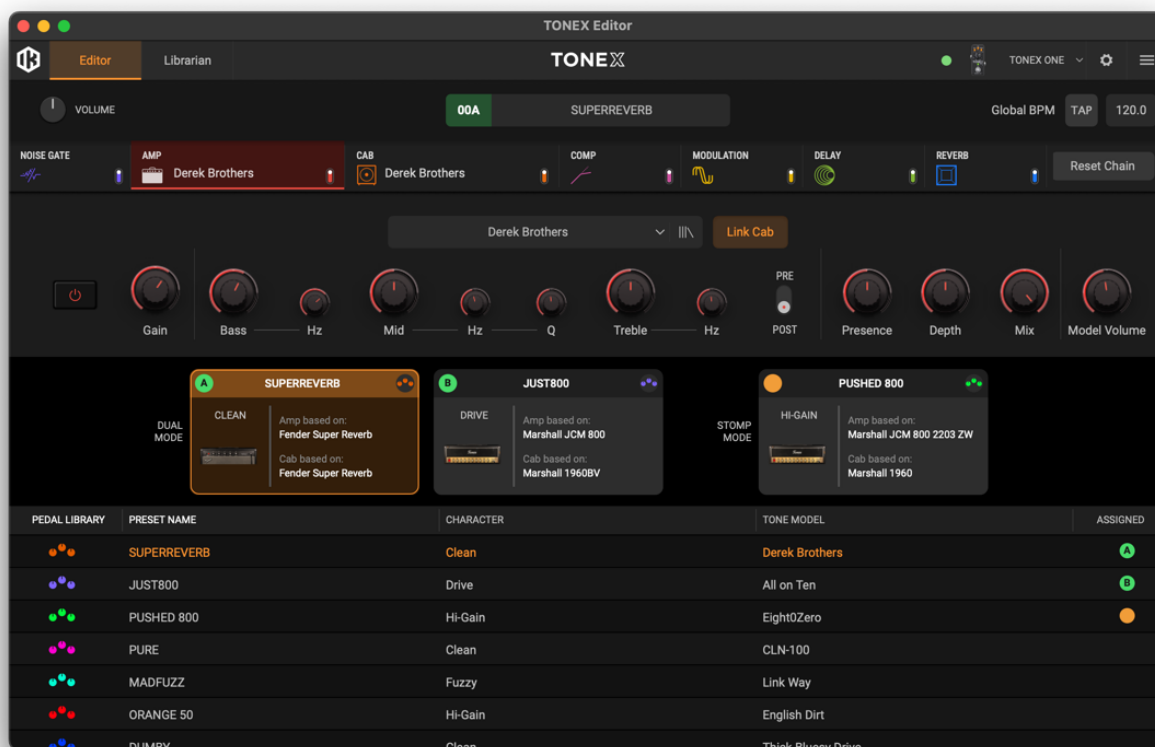 TONEX Editor
Editor Librarian TONEX TONEX ONE
VOLUME 00A SUPERREVERB Global BPM TAP 120.0
NOISE GATE AMP CAB COMP MODULATION DELAY REVERB
Derek Brothers Derek Brothers Reset Chain
Derek Brothers Link Cab
PRE
Gain Bass Hz Mid Hz Q Treble Hz POST Presence Depth Mix Model Volume
A SUPERREVERB B JUST800 PUSHED 800
DUAL MODE
CLEAN
Amp based on:
Fender Super Reverb
Cab based on:
Fender Super Reverb
DRIVE
Amp based on:
Marshall JCM 800
Cab based on:
Marshall 1960BV
STOMP MODE
HI-GAIN
Amp based on:
Marshall JCM 800 2203 ZW
Cab based on:
Marshall 1960
PEDAL LIBRARY PRESET NAME CHARACTER TONE MODEL ASSIGNED
SUPERREVERB Clean Derek Brothers A
JUST800 Drive All on Ten B
PUSHED 800 Hi-Gain Eight0Zero
PURE Clean CLN-100
MADFUZZ Fuzzy Link Way
ORANGE 50 Hi-Gain English Dirt
DUMBY Clean Thick Bluesy Drive